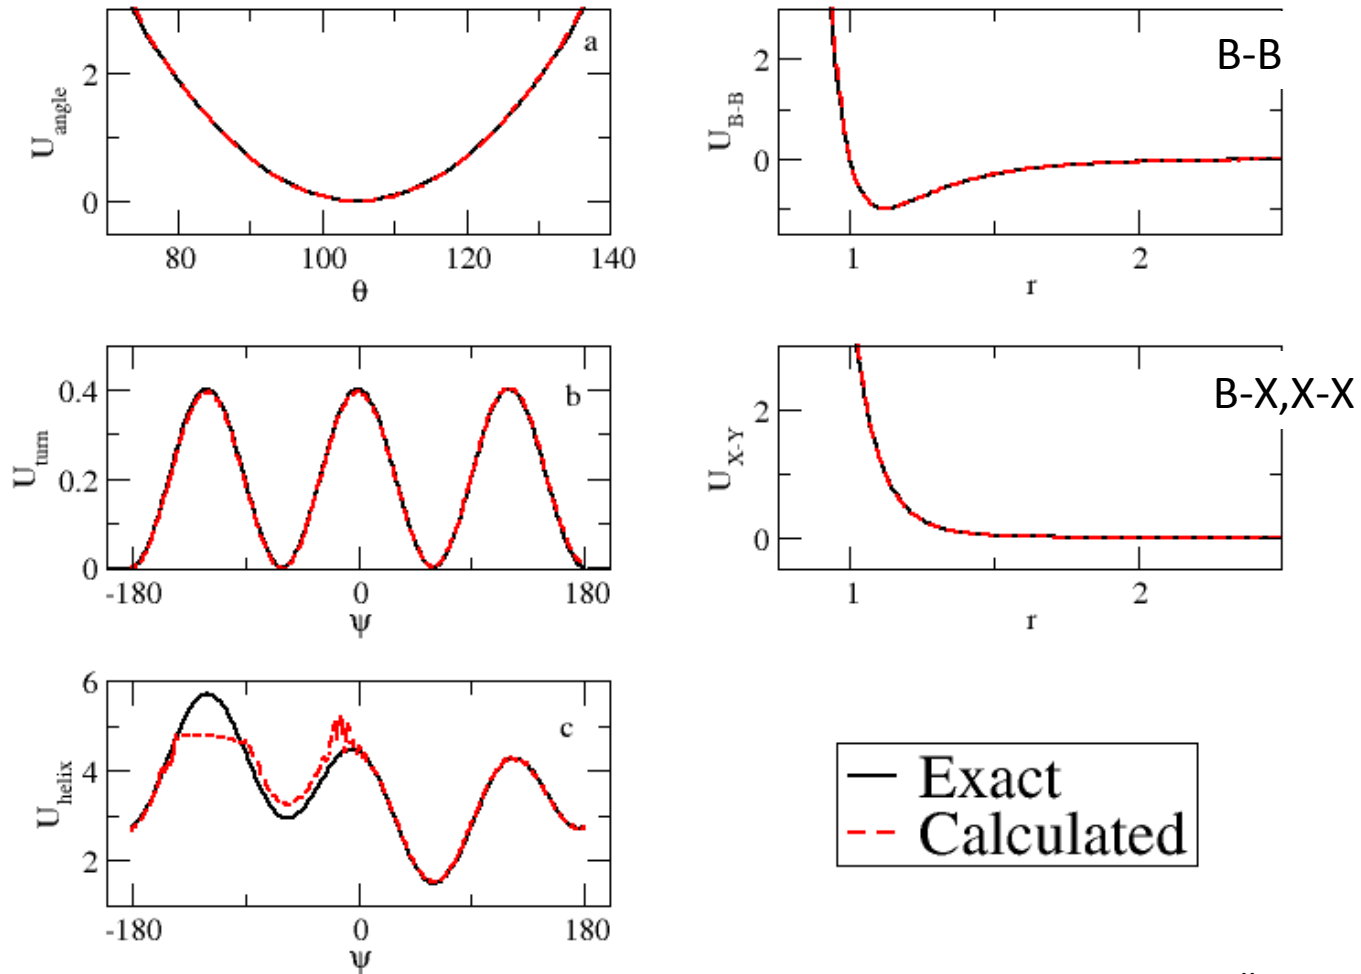 a
2
0
U_angle
80 100 120 140
θ
B-B
2
0
U_B-B
1 2
r
b
0.4
0.2
0
U_turn
-180 0 180
ψ
B-X,X-X
2
0
U_X-Y
1 2
r
c
6
4
2
U_helix
-180 0 180
ψ
Exact
Calculated